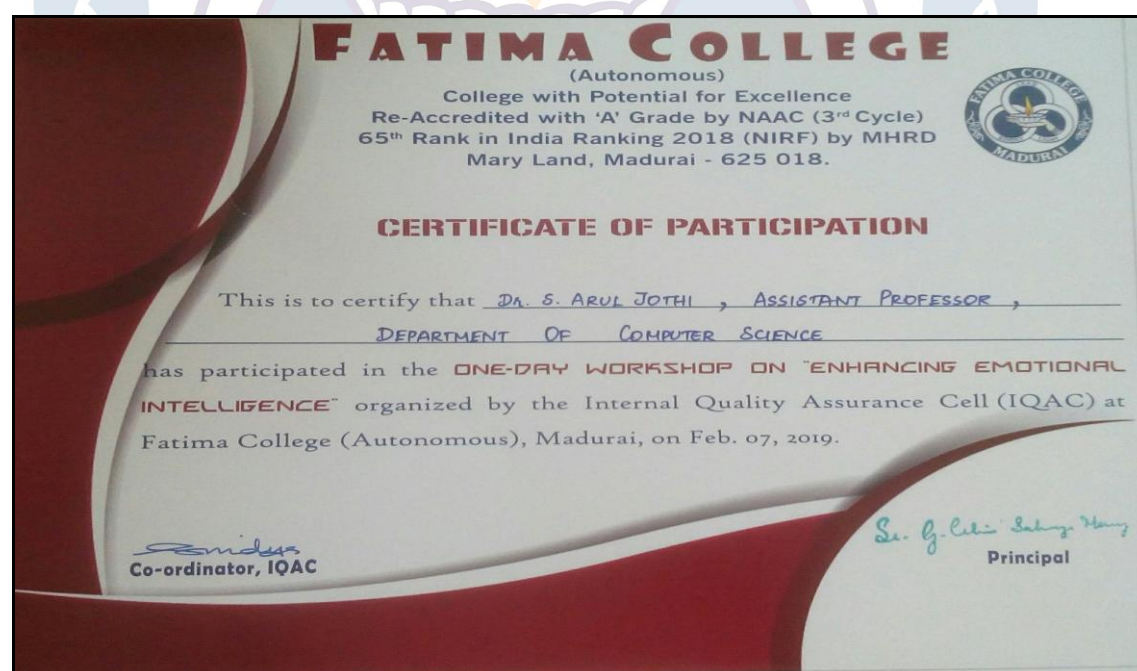 FATIMA COLLEGE
(Autonomous)
College with Potential for Excellence
Re-Accredited with 'A' Grade by NAAC (3rd Cycle)
65th Rank in India Ranking 2018 (NIRF) by MHRD
Mary Land, Madurai - 625 018.
FATIMA COLLEGE
MADURAI
CERTIFICATE OF PARTICIPATION
This is to certify that DR. S. ARUL JOTHI , ASSISTANT PROFESSOR ,
DEPARTMENT OF COMPUTER SCIENCE
has participated in the ONE-DAY WORKSHOP ON "ENHANCING EMOTIONAL
INTELLIGENCE" organized by the Internal Quality Assurance Cell (IQAC) at
Fatima College (Autonomous), Madurai, on Feb. 07, 2019.
Co-ordinator, IQAC
Sr. G.
Principal